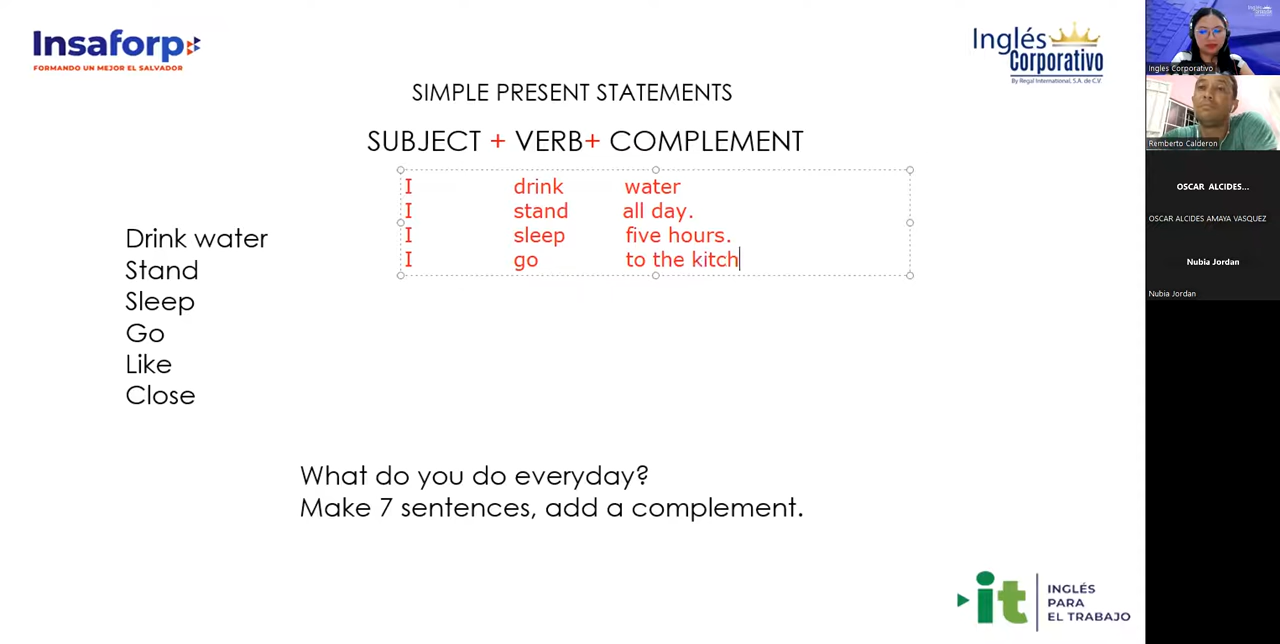 Insaforp
FORMANDO UN MEJOR EL SALVADOR
Inglés
Corporativo
By Regal International, S.A. de C.V.
SIMPLE PRESENT STATEMENTS
SUBJECT + VERB+ COMPLEMENT
I drink water
I stand all day.
I sleep five hours.
I go to the kitch
Drink water
Stand
Sleep
Go
Like
Close
What do you do everyday?
Make 7 sentences, add a complement.
it
INGLÉS
PARA
EL TRABAJO
Ingles Corporativo
Remberto Calderon
OSCAR ALCIDES...
OSCAR ALCIDES AMAYA VASQUEZ
Nubia Jordan
Nubia Jordan